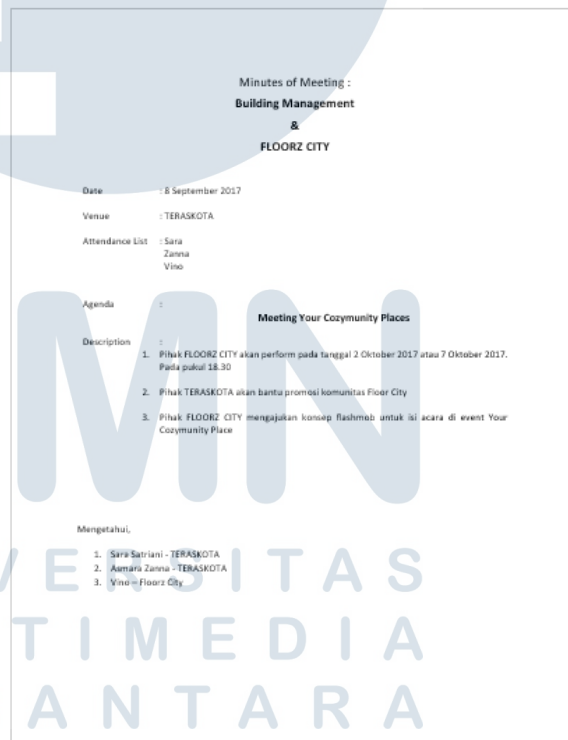 Minutes of Meeting :
Building Management
&
FLOORZ CITY
Date : 8 September 2017
Venue : TERASKOTA
Attendance List : Sara
Zanna
Vino
Agenda :
Meeting Your Cozymunity Places
Description :
1. Pihak FLOORZ CITY akan perform pada tanggal 2 Oktober 2017 atau 7 Oktober 2017.
Pada pukul 18.30
2. Pihak TERASKOTA akan bantu promosi komunitas Floor City
3. Pihak FLOORZ CITY mengajukan konsep flashmob untuk isi acara di event Your
Cozymunity Place
Mengetahui,
1. Sara Satriani - TERASKOTA
2. Asmara Zanna - TERASKOTA
3. Vino – Floorz City
MN
VERSITAS
TIMEDIA
ANTARA